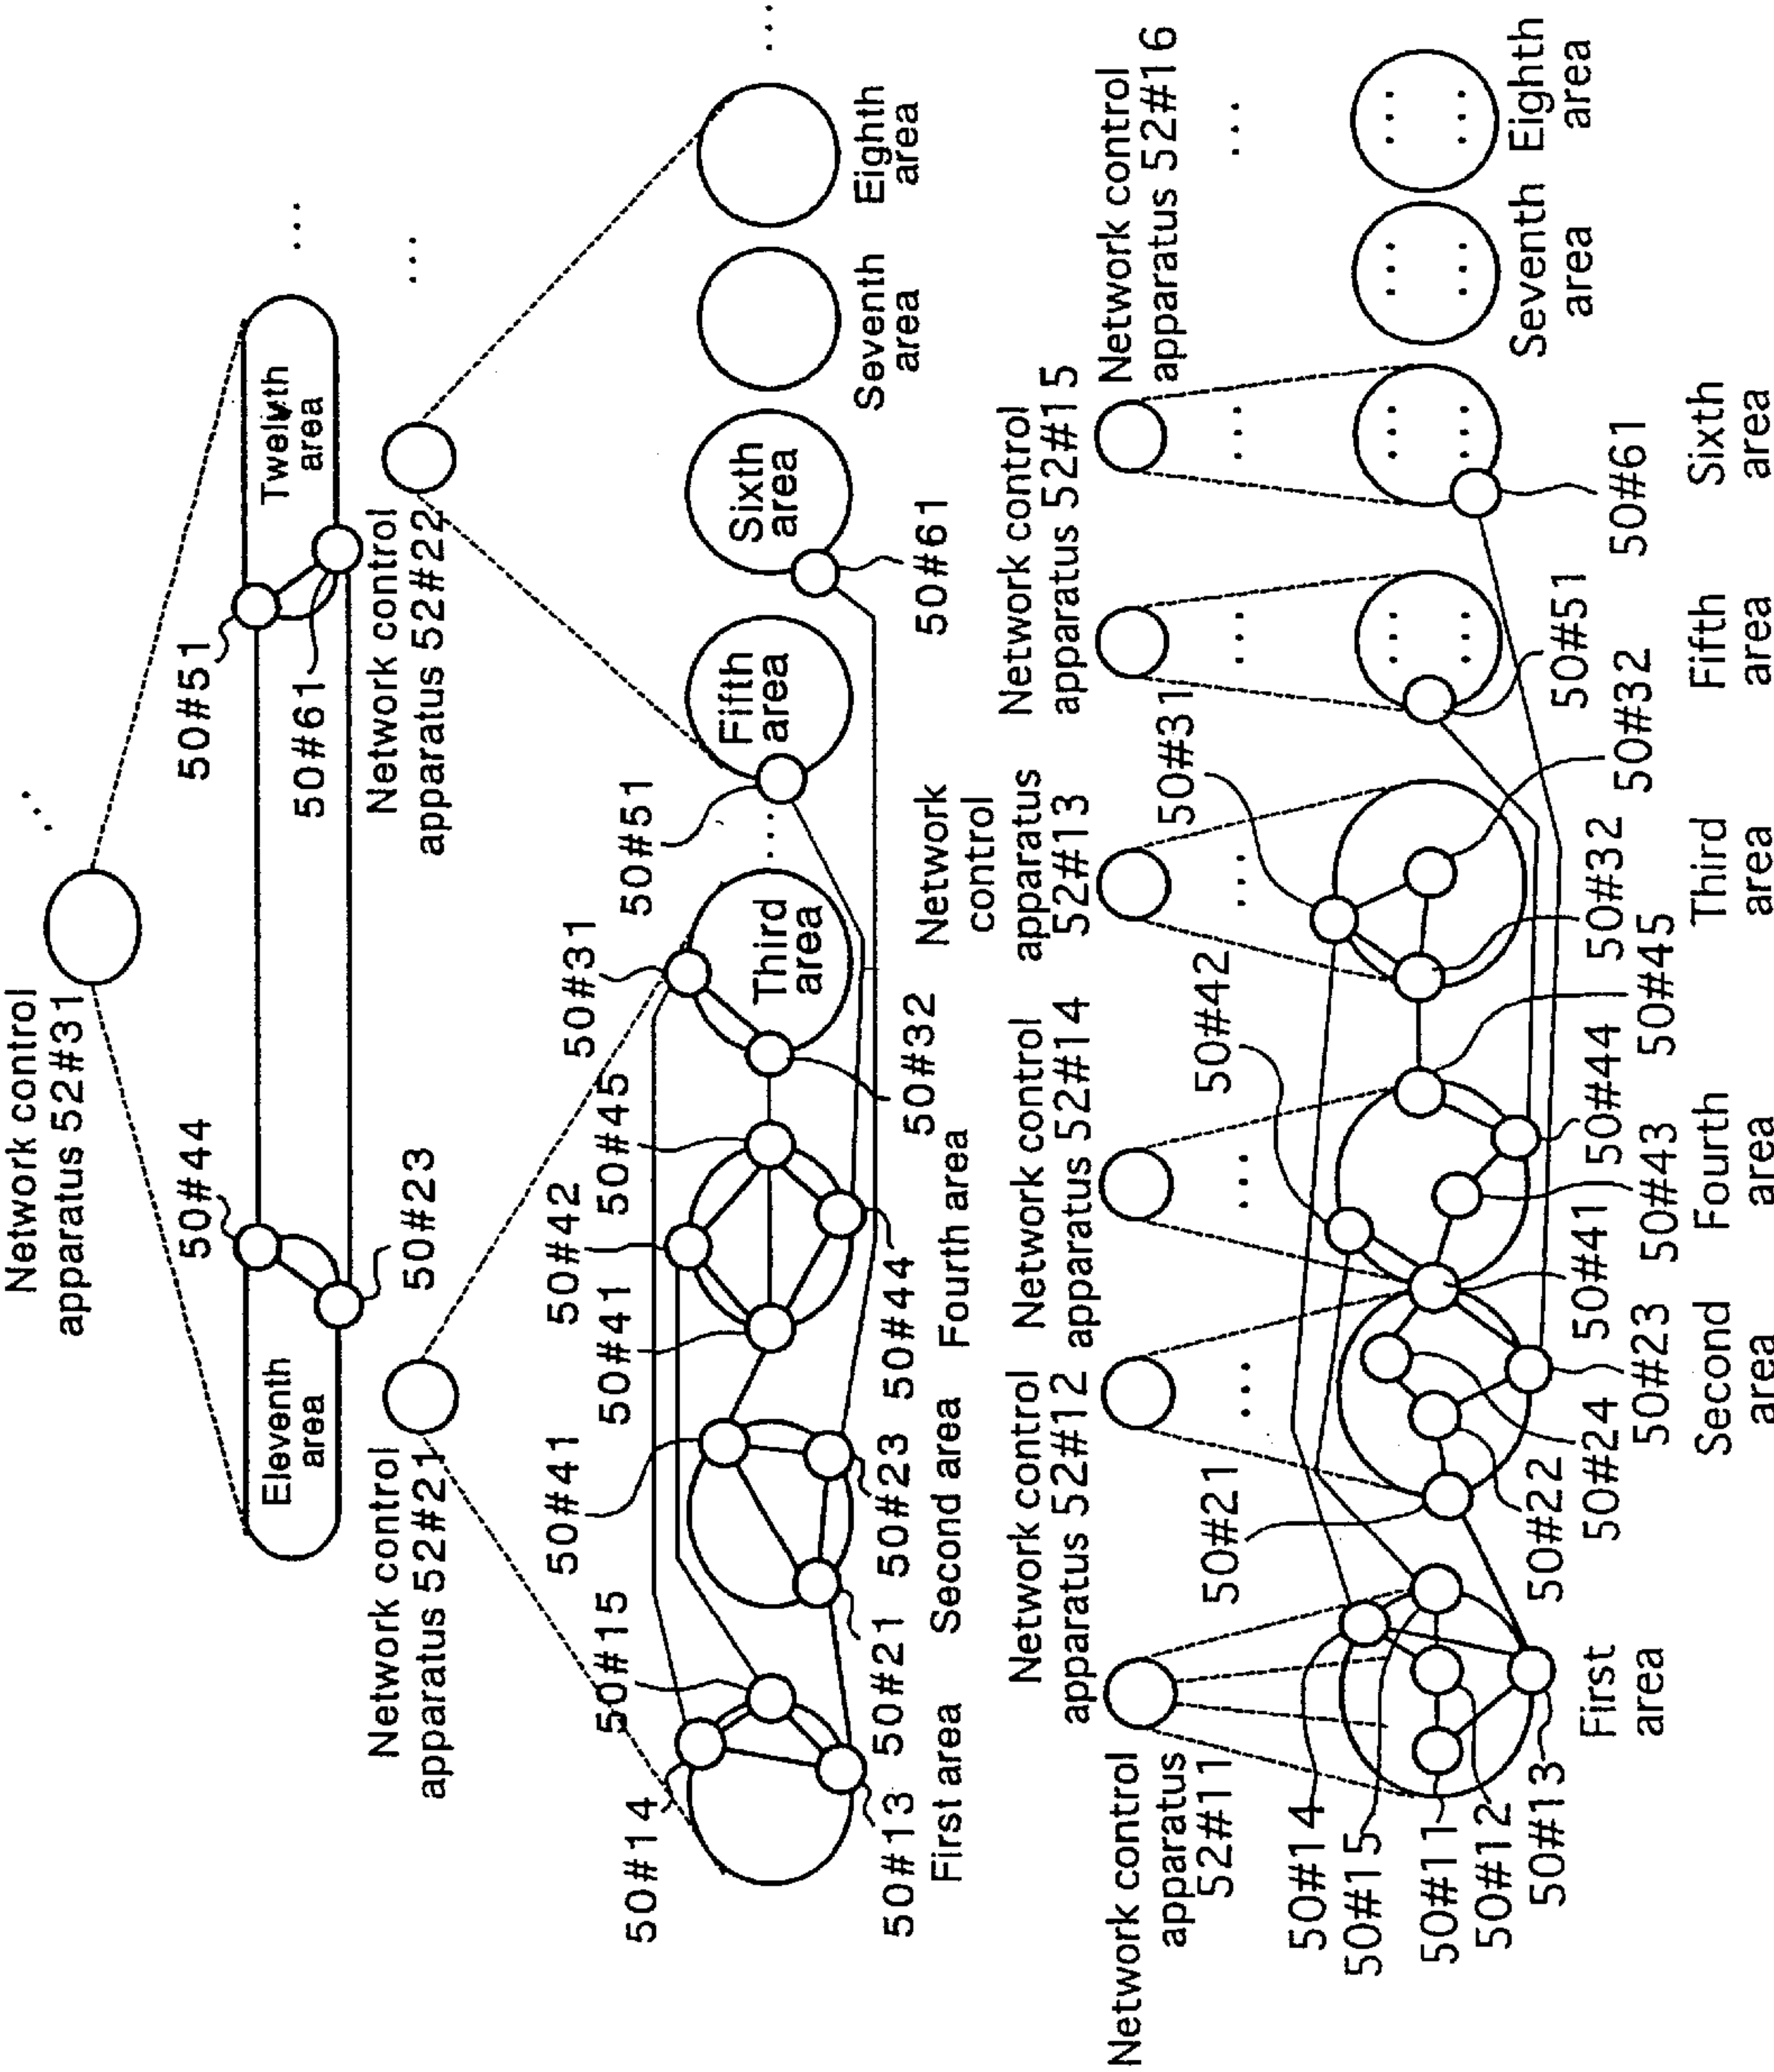 Network control
apparatus 52#31
50#44
50#51
Eleventh
area
Twelvth
area
50#61
50#23
Network control
apparatus 52#21
Network control
apparatus 52#22
50#14
50#15
50#41
50#41
50#42
50#45
50#31
50#51
Third
area
Fifth
area
Sixth
area
50#13
50#21
50#23
50#44
50#32
50#61
First area
Second area
Fourth area
Seventh
area
Eighth
area
Network control
apparatus
52#11
Network control
apparatus 52#12
Network control
apparatus 52#14
Network
control
apparatus
52#13
Network control
apparatus 52#15
Network control
apparatus 52#16
50#21
50#42
50#31
50#14
50#15
50#11
50#12
50#13
50#22
50#24
50#23
50#41
50#43
50#44
50#45
50#32
50#32
50#51
50#61
First
area
Second
area
Fourth
area
Third
area
Fifth
area
Sixth
area
Seventh
area
Eighth
area